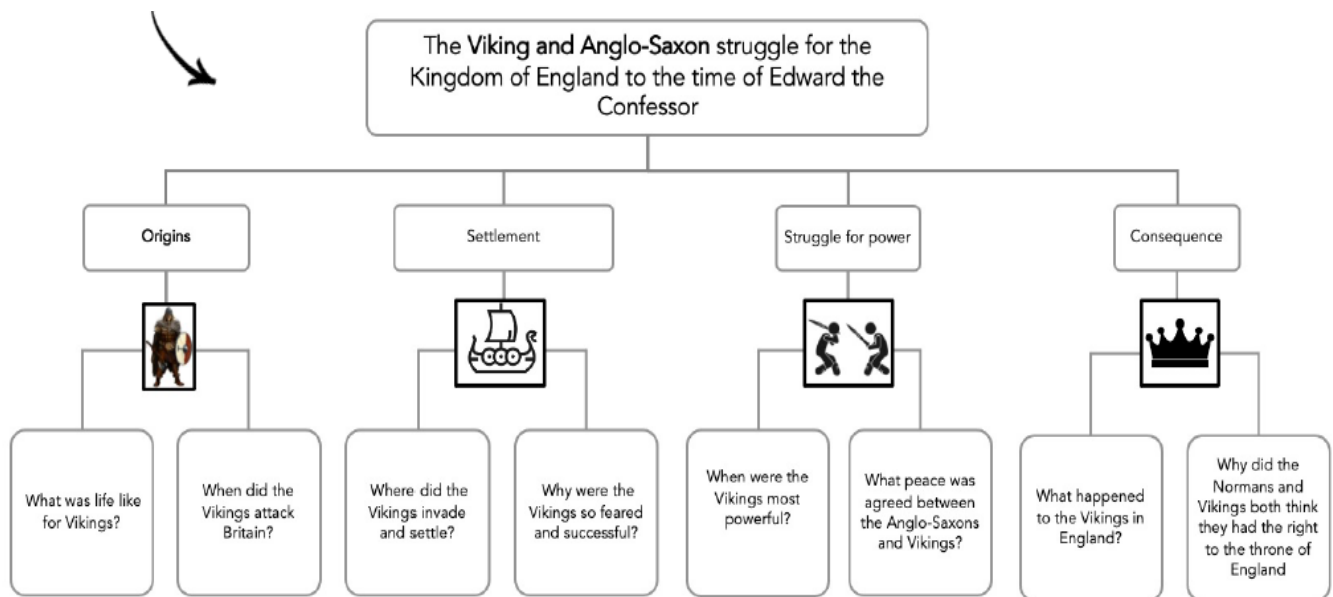 The Viking and Anglo-Saxon struggle for the
Kingdom of England to the time of Edward the
Confessor
Origins
Settlement
Struggle for power
Consequence
What was life like
for Vikings?
When did the
Vikings attack
Britain?
Where did the
Vikings invade
and settle?
Why were the
Vikings so feared
and successful?
When were the
Vikings most
powerful?
What peace was
agreed between
the Anglo-Saxons
and Vikings?
What happened
to the Vikings in
England?
Why did the
Normans and
Vikings both think
they had the right
to the throne of
England